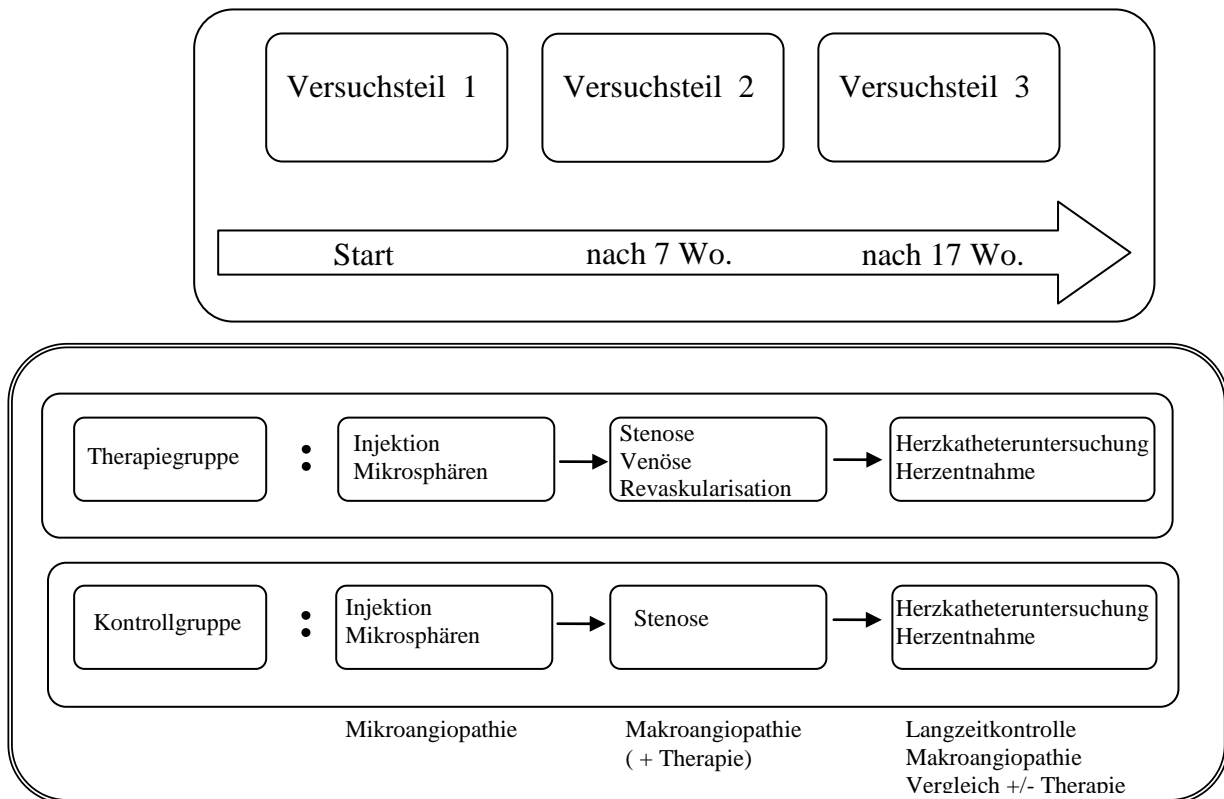 Versuchsteil 1
Versuchsteil 2
Versuchsteil 3
Start
nach 7 Wo.
nach 17 Wo.
Therapiegruppe
:
Injektion
Mikrosphären
Stenose
Venöse
Revaskularisation
Herzkatheteruntersuchung
Herzentnahme
Kontrollgruppe
:
Injektion
Mikrosphären
Stenose
Herzkatheteruntersuchung
Herzentnahme
Mikroangiopathie
Makroangiopathie
( + Therapie)
Langzeitkontrolle
Makroangiopathie
Vergleich +/- Therapie